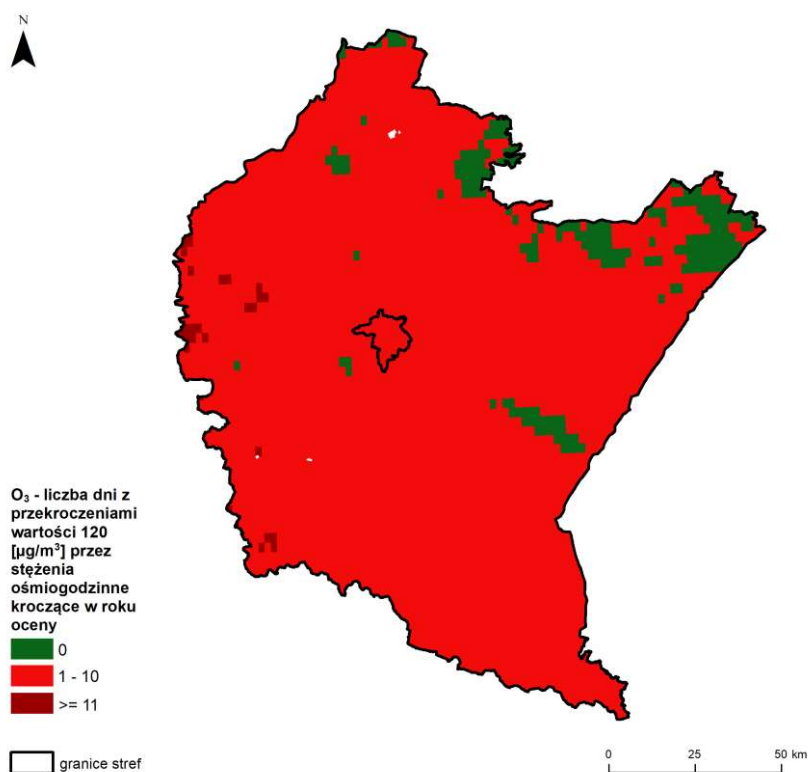 N
O₃ - liczba dni z
przekroczeniami
wartości 120
[µg/m³] przez
stężenia
ośmiogodzinne
kroczące w roku
oceny
0
1 - 10
>= 11
granice stref
0 25 50 km